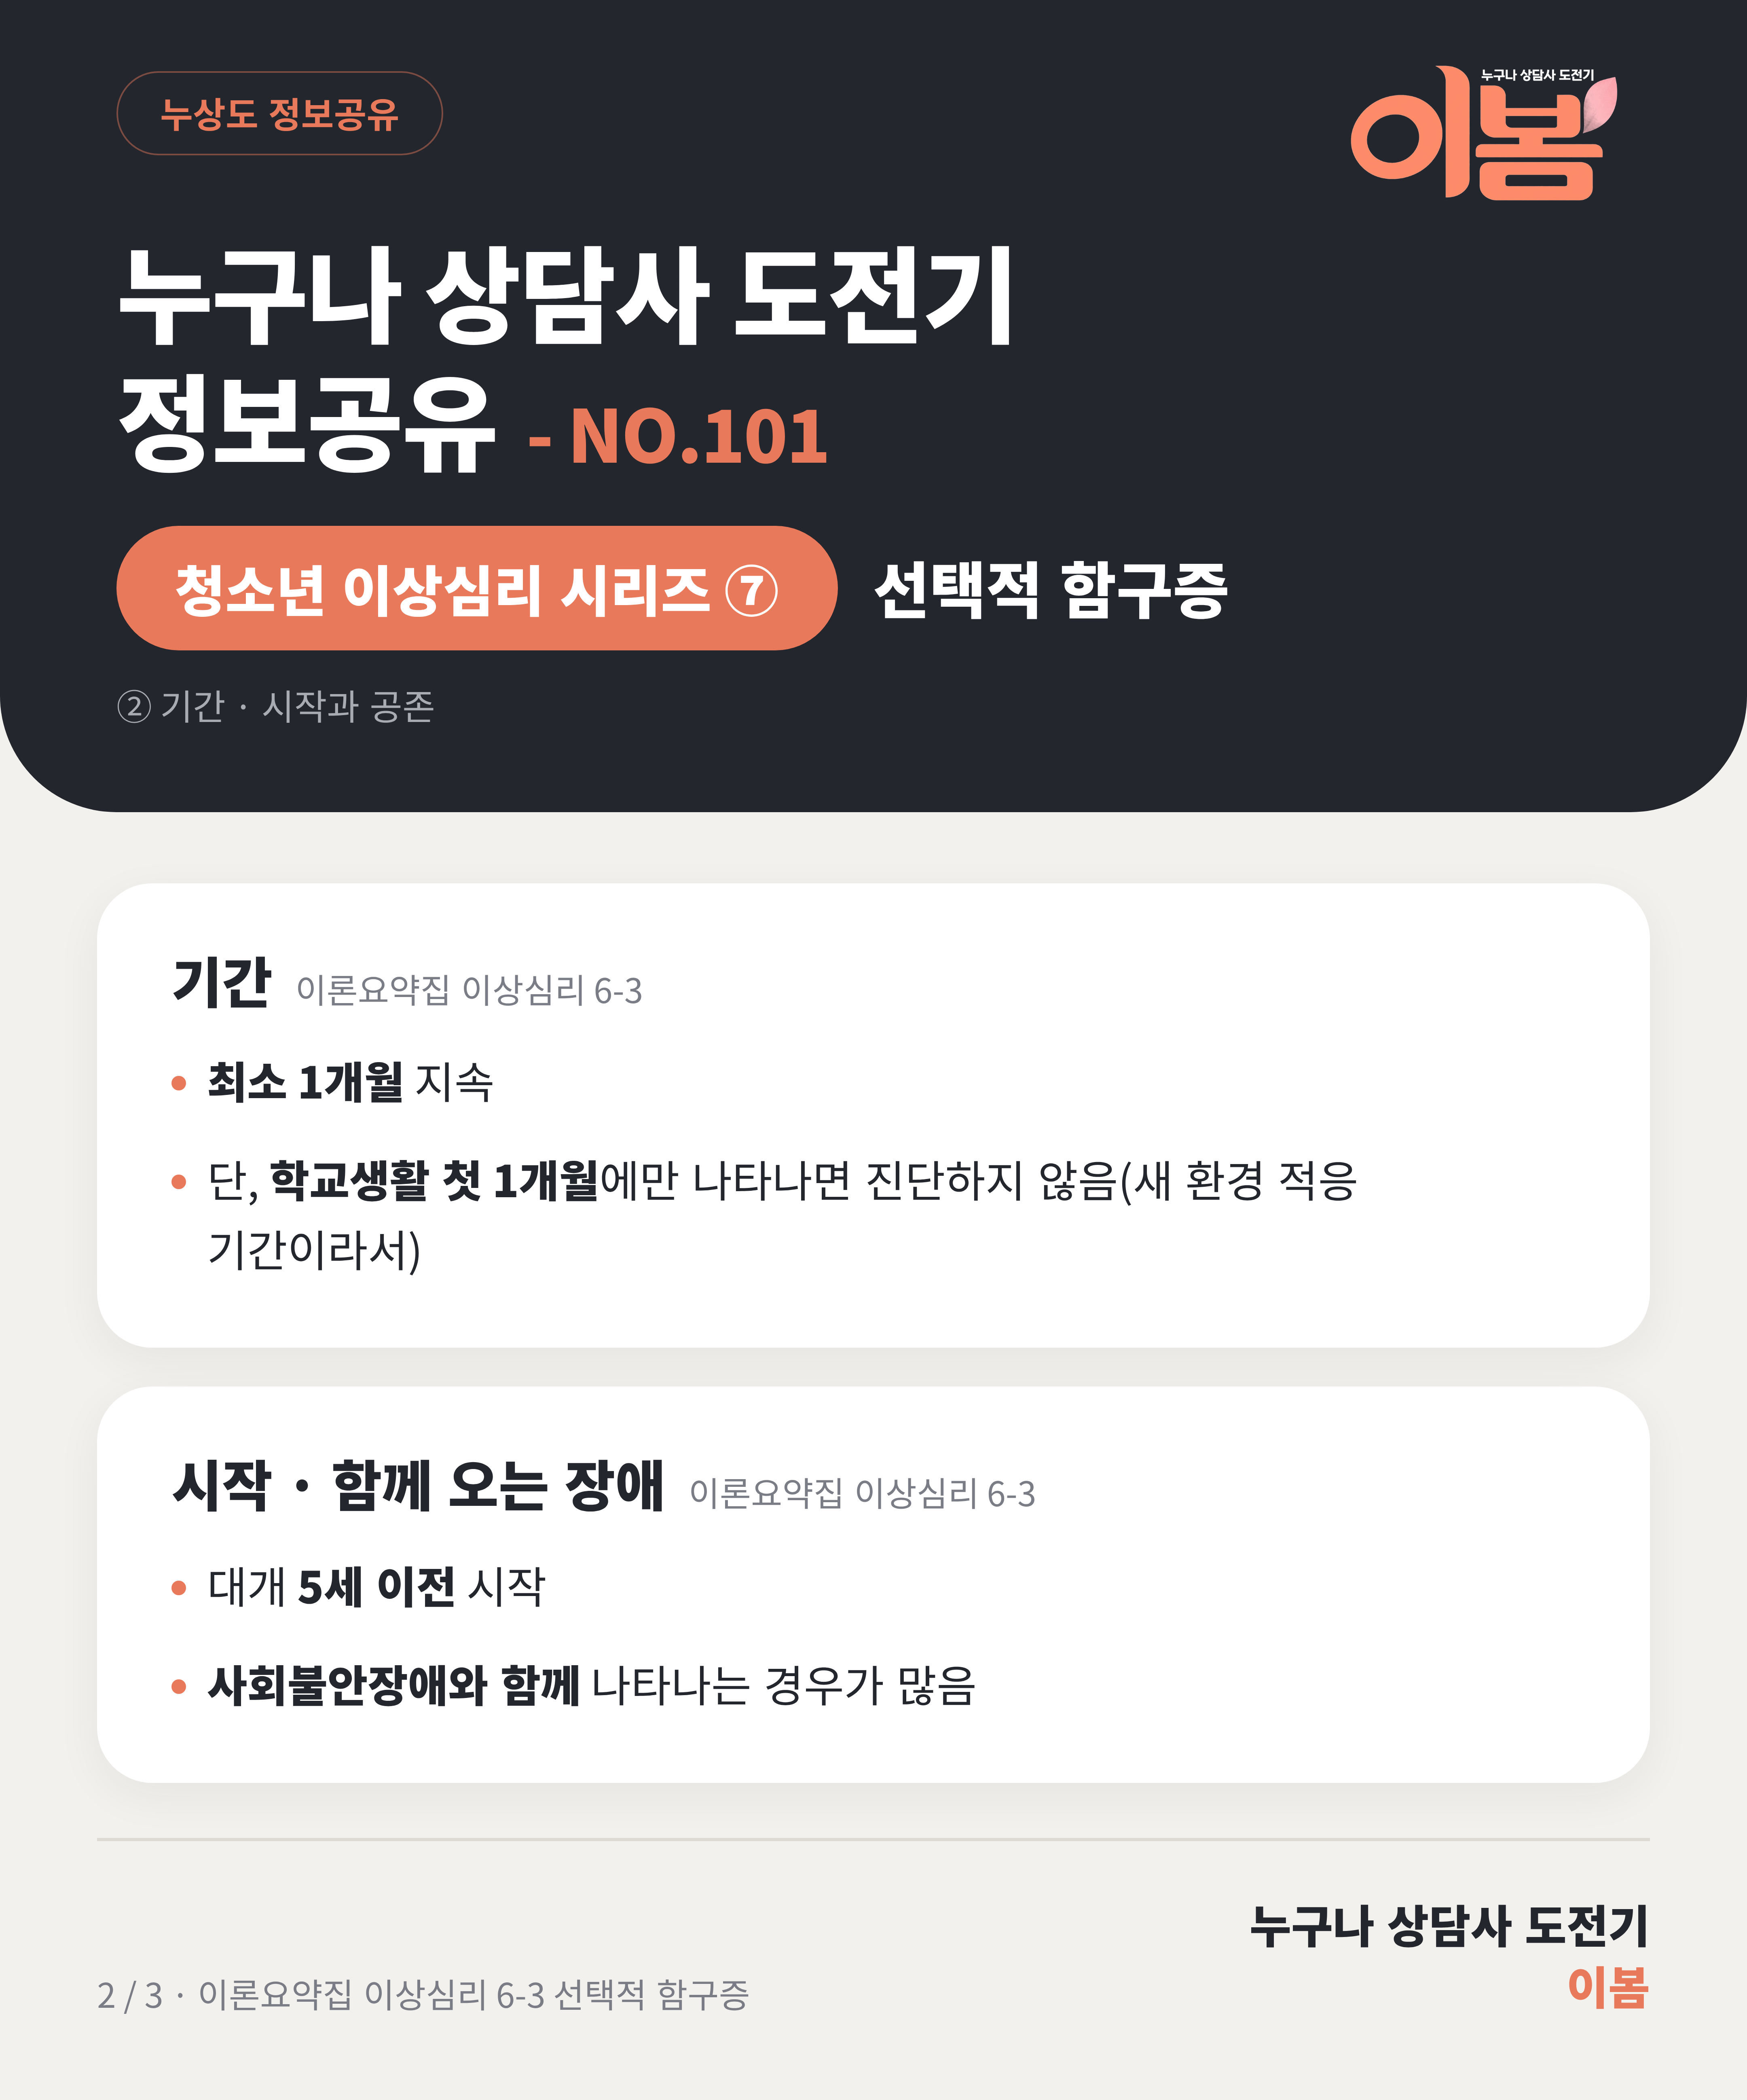 누상도 정보공유
누구나 상담사 도전기
이봄
누구나 상담사 도전기
정보공유 - NO.101
청소년 이상심리 시리즈 ⑦ 선택적 함구증
② 기간 · 시작과 공존
기간 이론요약집 이상심리 6-3
• 최소 1개월 지속
• 단, 학교생활 첫 1개월에만 나타나면 진단하지 않음(새 환경 적응
기간이라서)
시작 · 함께 오는 장애 이론요약집 이상심리 6-3
• 대개 5세 이전 시작
• 사회불안장애와 함께 나타나는 경우가 많음
누구나 상담사 도전기
2 / 3 · 이론요약집 이상심리 6-3 선택적 함구증
이봄